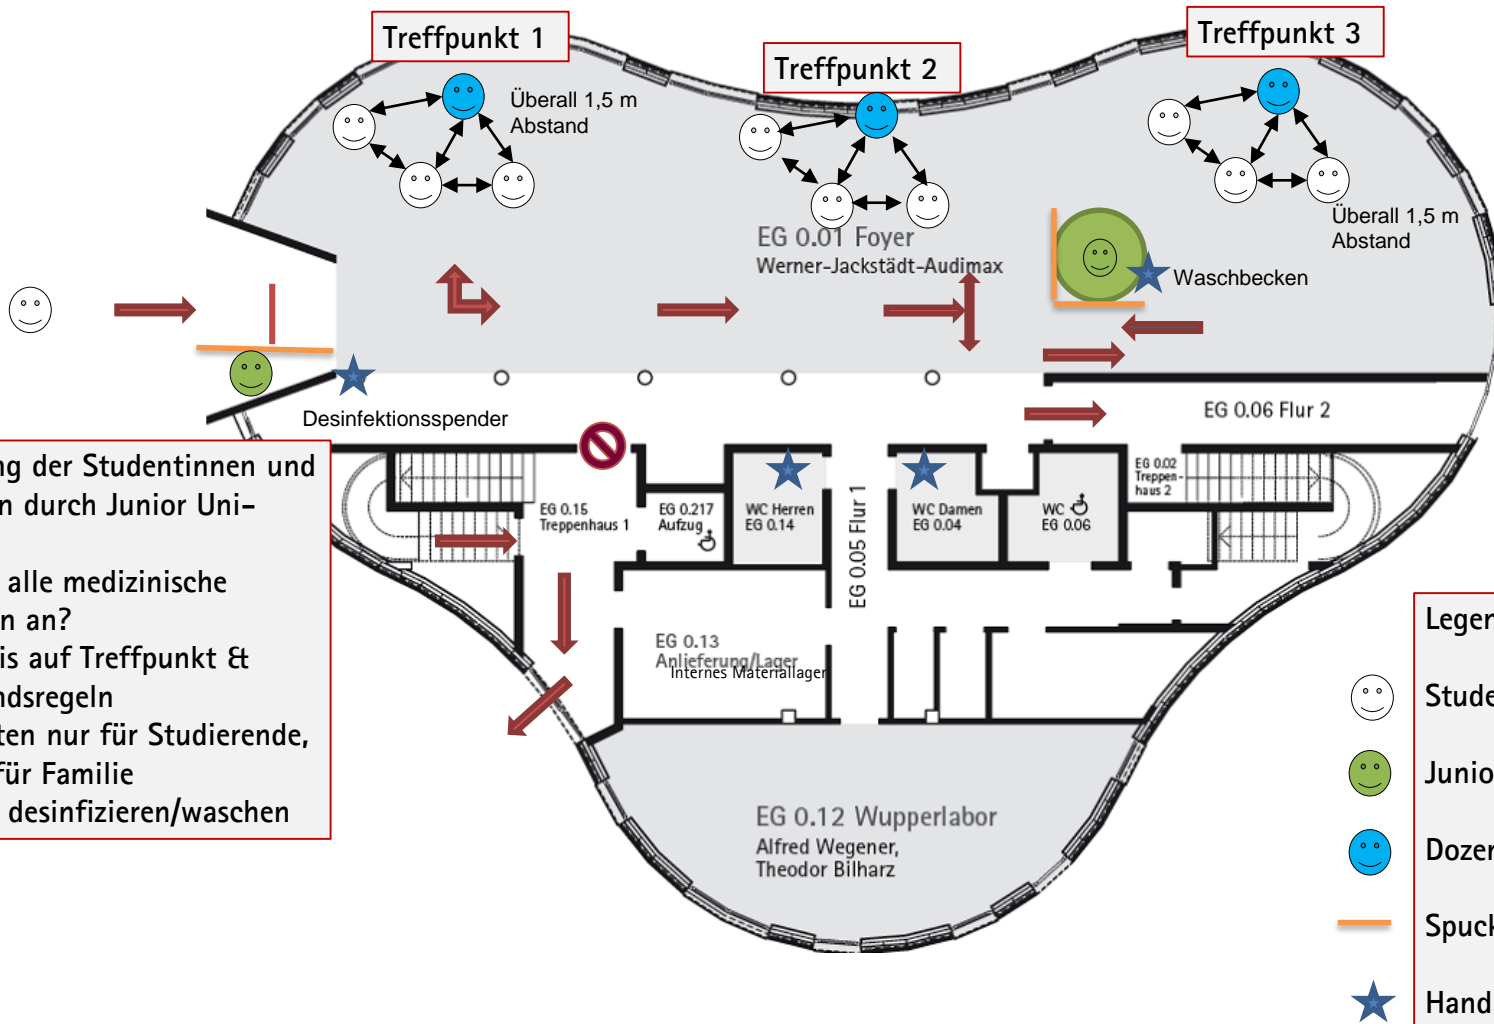 Treffpunkt 1
Treffpunkt 2
Treffpunkt 3
Überall 1,5 m
Abstand
Überall 1,5 m
Abstand
EG 0.01 Foyer
Werner-Jackstädt-Audimax
Waschbecken
Desinfektionsspender
EG 0.06 Flur 2
EG 0.02
Treppen-
haus 2
EG 0.15
Treppenhaus 1
EG 0.217
Aufzug
WC Herren
EG 0.14
EG 0.05 Flur 1
WC Damen
EG 0.04
WC
EG 0.06
EG 0.13
Anlieferung/Lager
Internes Materiallager
EG 0.12 Wupperlabor
Alfred Wegener,
Theodor Bilharz
ng der Studentinnen und
n durch Junior Uni-
alle medizinische
n an?
is auf Treffpunkt &
ndsregeln
ten nur für Studierende,
für Familie
desinfizieren/waschen
Legen
Stude
Junio
Dozer
Spuck
Hand